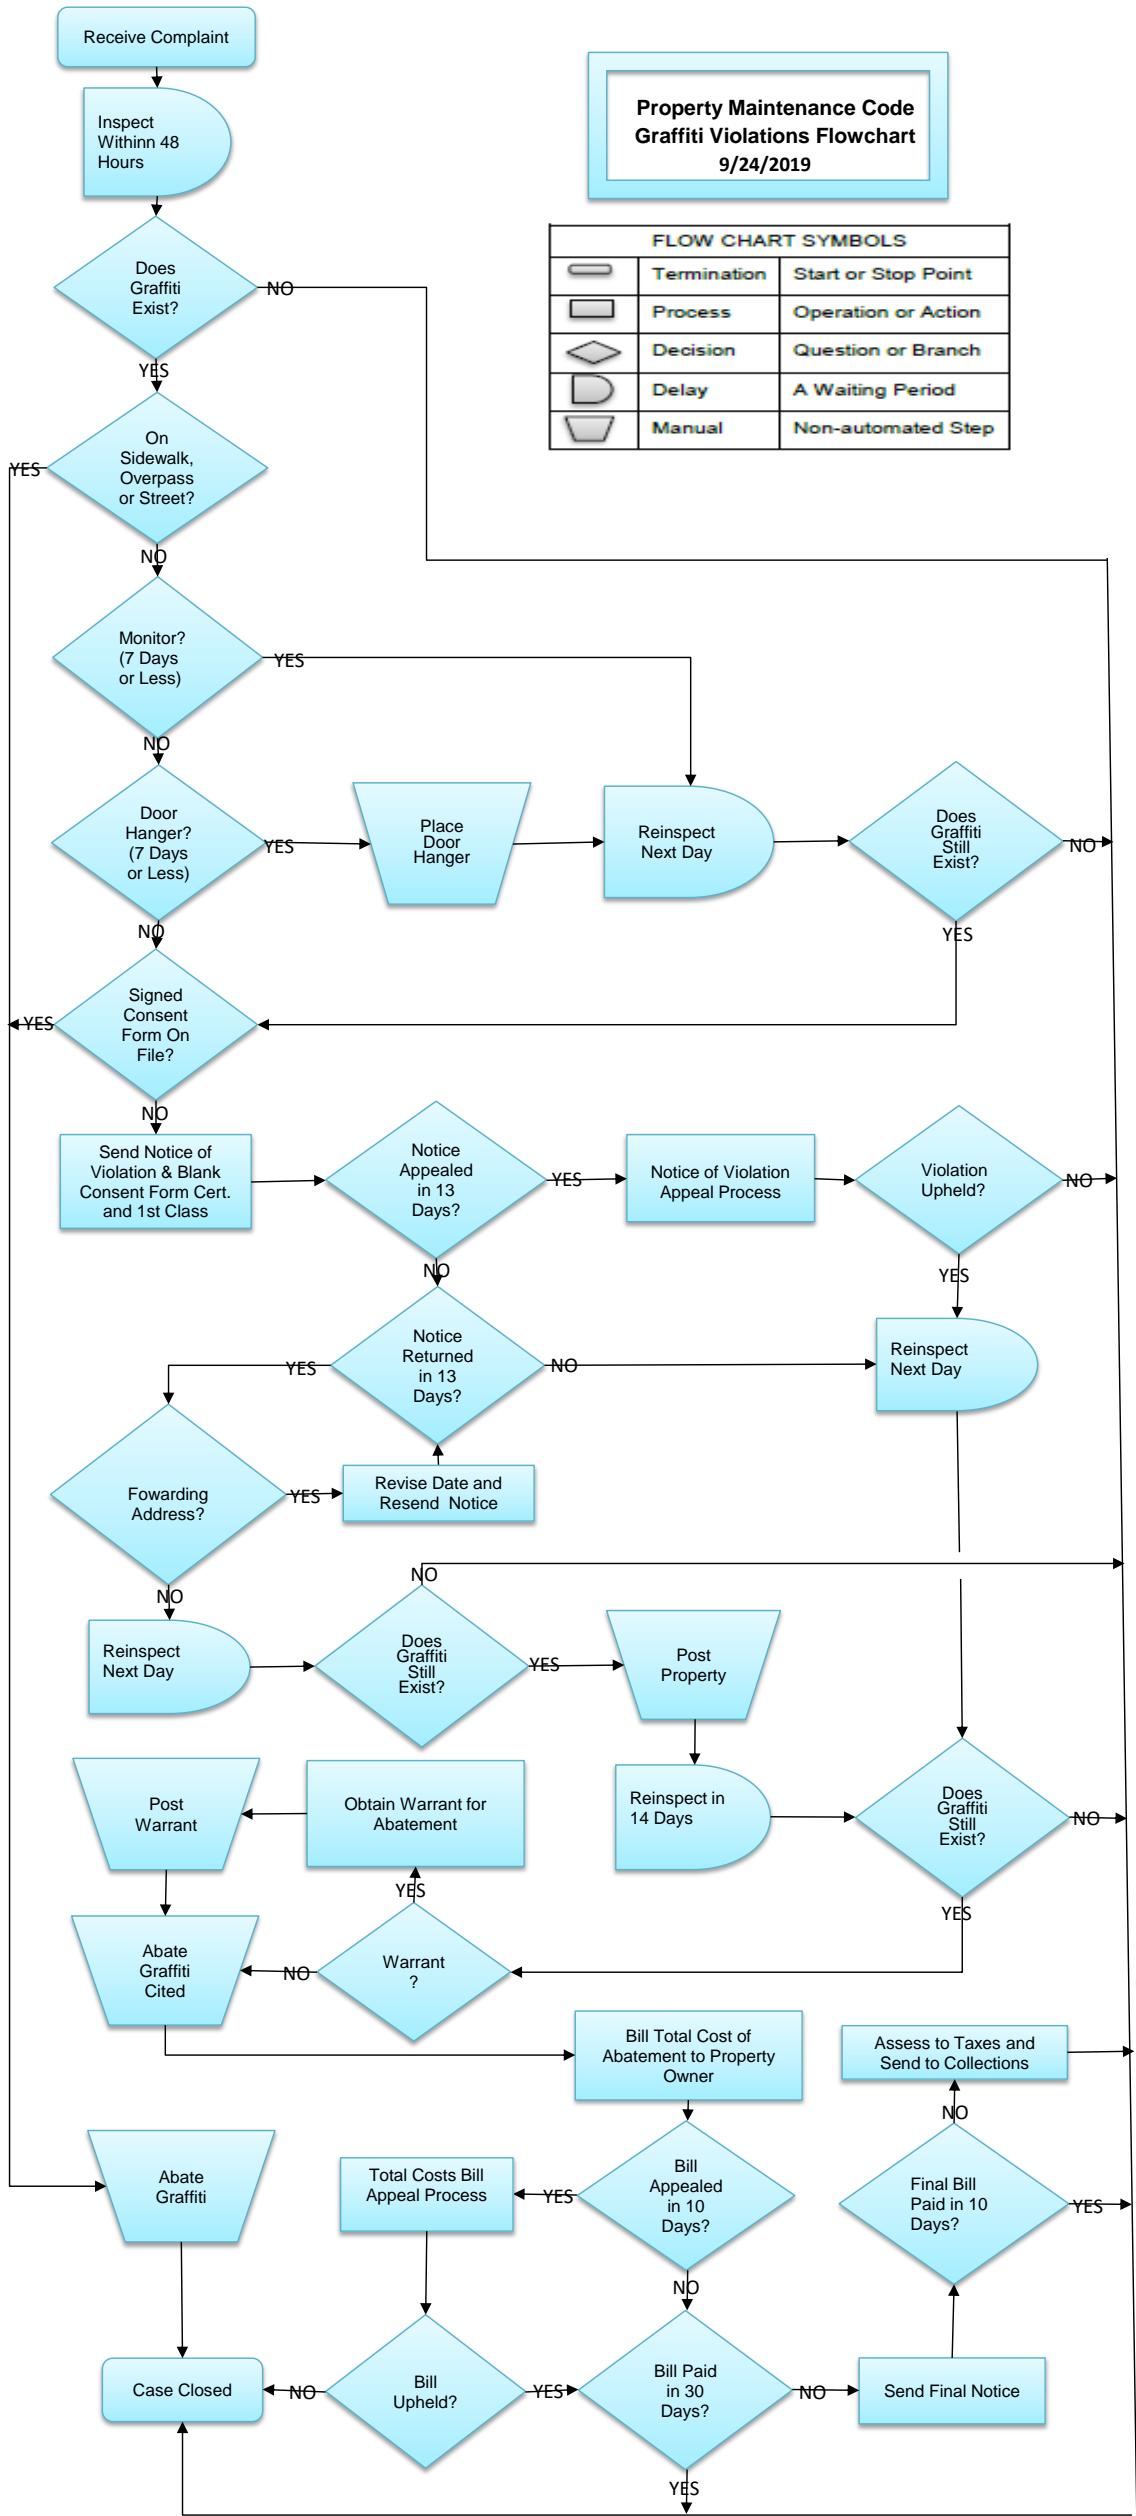 Receive Complaint
Property Maintenance Code
Graffiti Violations Flowchart
9/24/2019
Inspect
Withinn 48
Hours
FLOW CHART SYMBOLS
Termination Start or Stop Point
Process Operation or Action
Decision Question or Branch
Delay A Waiting Period
Manual Non-automated Step
Does
Graffiti
Exist?
NO
YES
On
Sidewalk,
Overpass
or Street?
YES
NO
Monitor?
(7 Days
or Less)
YES
NO
Door
Hanger?
(7 Days
or Less)
YES
Place
Door
Hanger
Reinspect
Next Day
Does
Graffiti
Still
Exist?
NO
YES
NO
Signed
Consent
Form On
File?
YES
NO
Send Notice of
Violation & Blank
Consent Form Cert.
and 1st Class
Notice
Appealed
in 13
Days?
YES
Notice of Violation
Appeal Process
Violation
Upheld?
NO
YES
NO
Notice
Returned
in 13
Days?
YES
NO
Reinspect
Next Day
Fowarding
Address?
YES
Revise Date and
Resend Notice
NO
Reinspect
Next Day
Does
Graffiti
Still
Exist?
NO
YES
Post
Property
Reinspect in
14 Days
Does
Graffiti
Still
Exist?
NO
YES
Post
Warrant
Obtain Warrant for
Abatement
YES
Warrant
?
NO
Abate
Graffiti
Cited
Bill Total Cost of
Abatement to Property
Owner
Assess to Taxes and
Send to Collections
NO
Abate
Graffiti
Total Costs Bill
Appeal Process
YES
Bill
Appealed
in 10
Days?
NO
Final Bill
Paid in 10
Days?
YES
Case Closed
NO
Bill
Upheld?
YES
Bill Paid
in 30
Days?
NO
Send Final Notice
YES